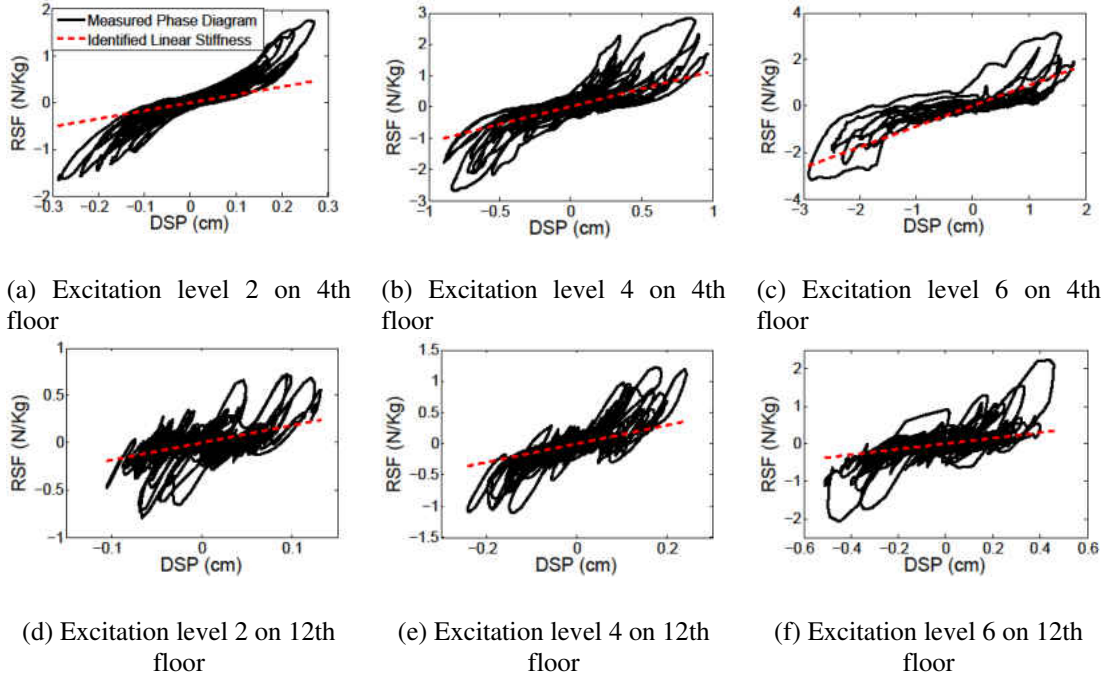 2
Measured Phase Diagram
Identified Linear Stiffness
1
0
−1
−2
RSF (N/Kg)
−0.3 −0.2 −0.1 0 0.1 0.2 0.3
DSP (cm)
3
2
1
0
−1
−2
−3
RSF (N/Kg)
−1 −0.5 0 0.5 1
DSP (cm)
4
2
0
−2
−4
RSF (N/Kg)
−3 −2 −1 0 1 2
DSP (cm)
(a) Excitation level 2 on 4th
floor
(b) Excitation level 4 on 4th
floor
(c) Excitation level 6 on 4th
floor
1
0.5
0
−0.5
−1
RSF (N/Kg)
−0.1 0 0.1
DSP (cm)
1.5
1
0.5
0
−0.5
−1
−1.5
RSF (N/Kg)
−0.2 0 0.2
DSP (cm)
2
1
0
−1
−2
RSF (N/Kg)
−0.6 −0.4 −0.2 0 0.2 0.4 0.6
DSP (cm)
(d) Excitation level 2 on 12th
floor
(e) Excitation level 4 on 12th
floor
(f) Excitation level 6 on 12th
floor